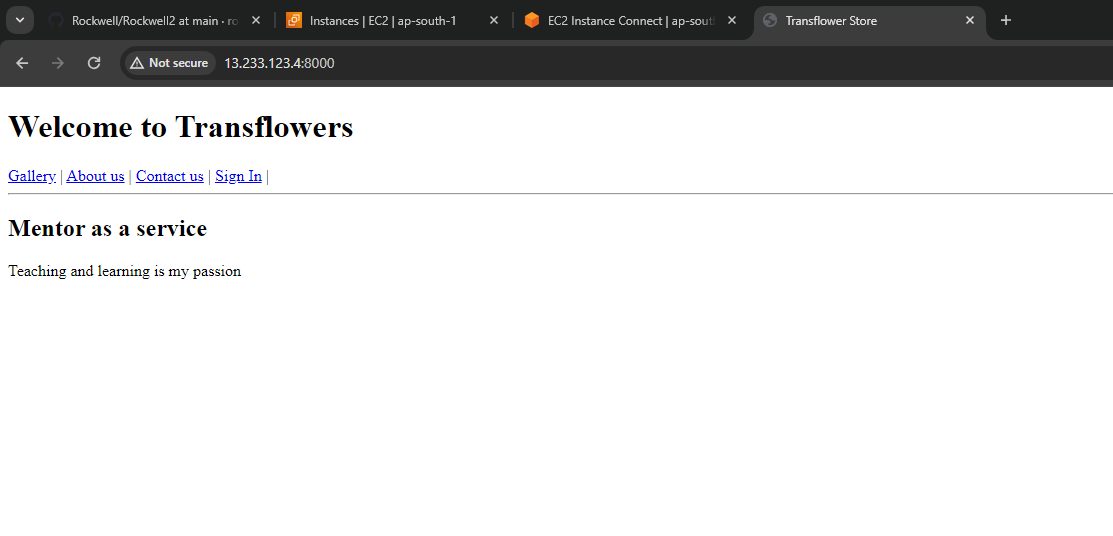 Rockwell/Rockwell2 at main · ro
Instances | EC2 | ap-south-1
EC2 Instance Connect | ap-sout
Transflower Store
Not secure
13.233.123.4:8000
Welcome to Transflowers
Gallery | About us | Contact us | Sign In |
Mentor as a service
Teaching and learning is my passion